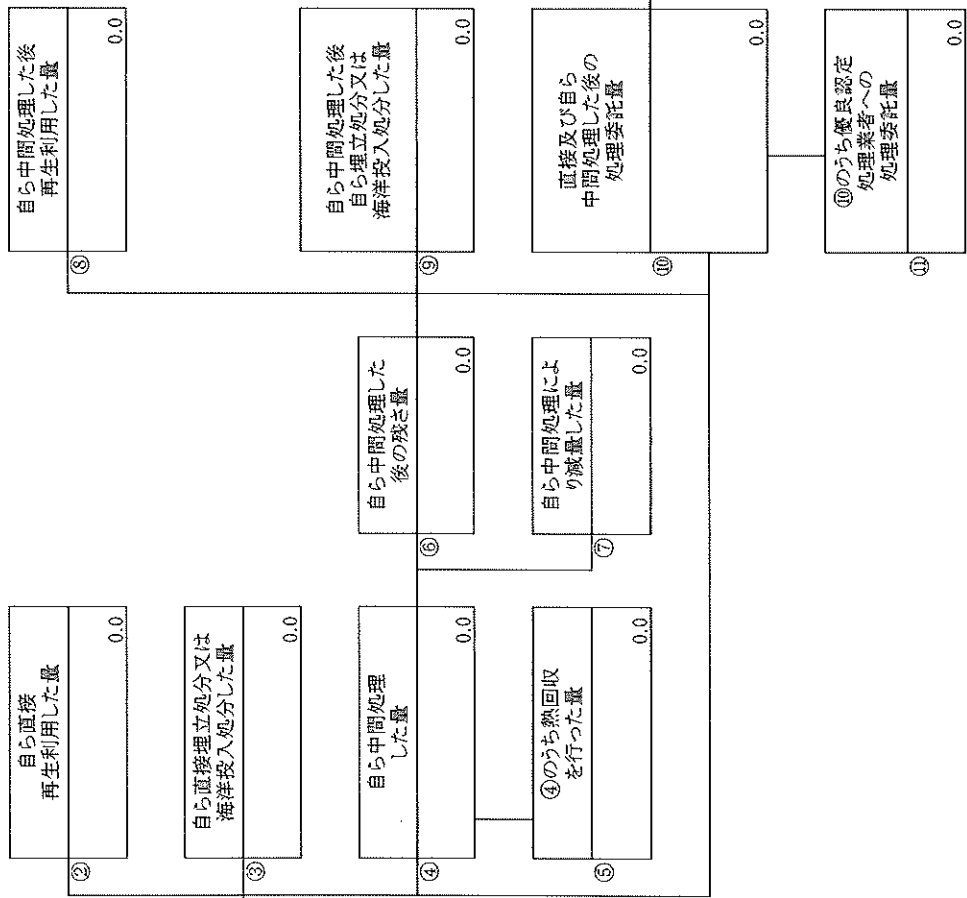 ②
自ら直接
再生利用した量
0.0
③
自ら直接埋立処分又は
海洋投入処分した量
0.0
④
自ら中間処理
した量
0.0
⑤
④のうち熱回収
を行った量
0.0
⑥
自ら中間処理した
後の残さ量
0.0
⑦
自ら中間処理によ
り減量した量
0.0
⑧
自ら中間処理した後
再生利用した量
0.0
⑨
自ら中間処理した後
自ら埋立処分又は
海洋投入処分した量
0.0
⑩
直接及び自ら
中間処理した後の
処理委託量
0.0
⑪
⑩のうち優良認定
処理業者への
処理委託量
0.0